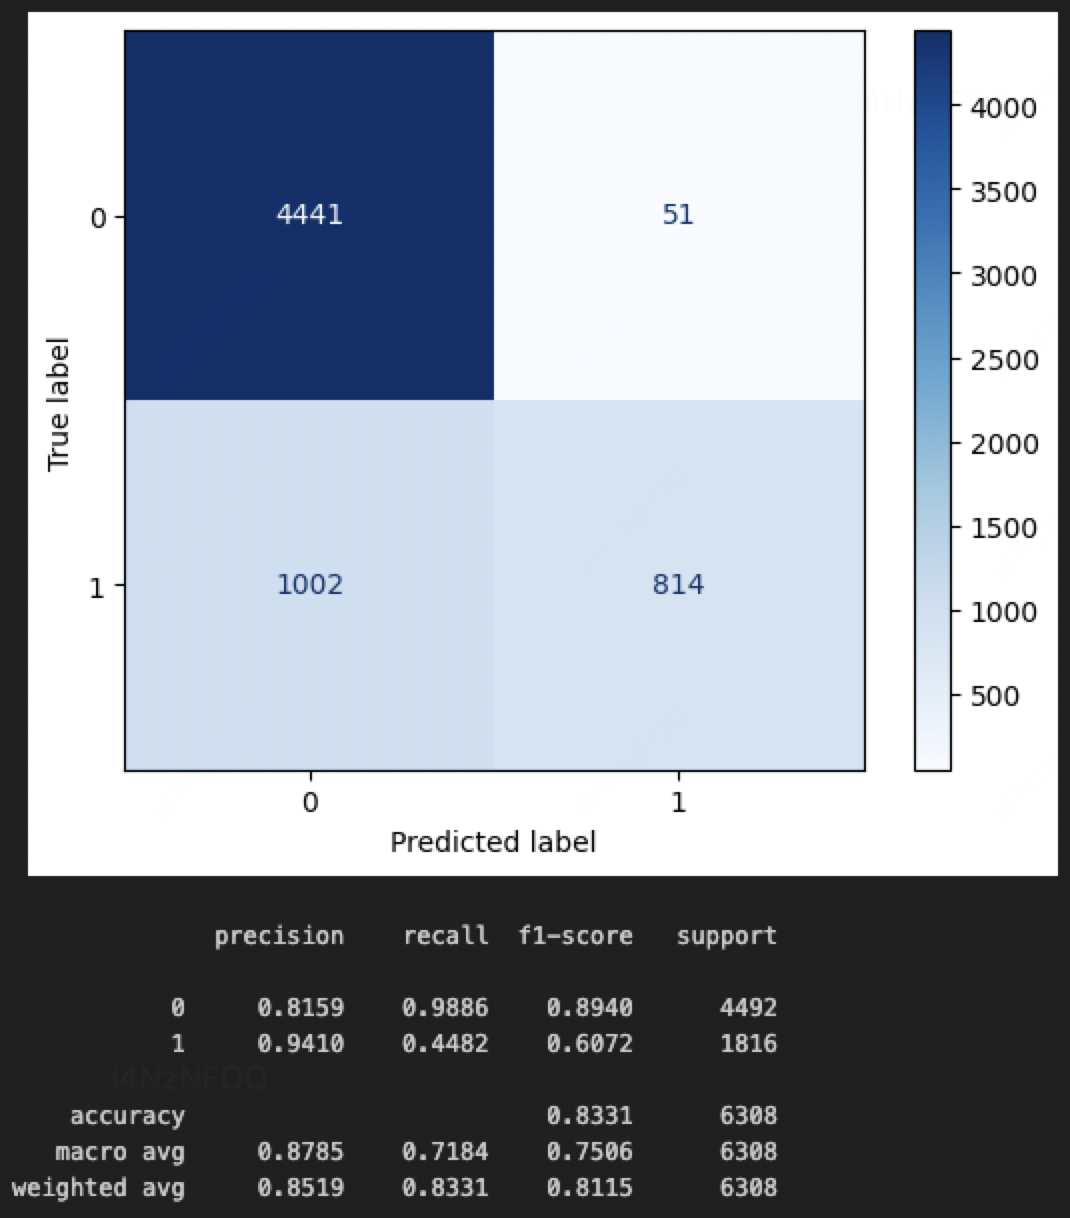 4000
0
4441
51
3500
3000
2500
True label
2000
1500
1
1002
814
1000
500
0
1
Predicted label
precision recall f1-score support
0 0.8159 0.9886 0.8940 4492
1 0.9410 0.4482 0.6072 1816
I4NzNFOQ
accuracy 0.8331 6308
macro avg 0.8785 0.7184 0.7506 6308
weighted avg 0.8519 0.8331 0.8115 6308